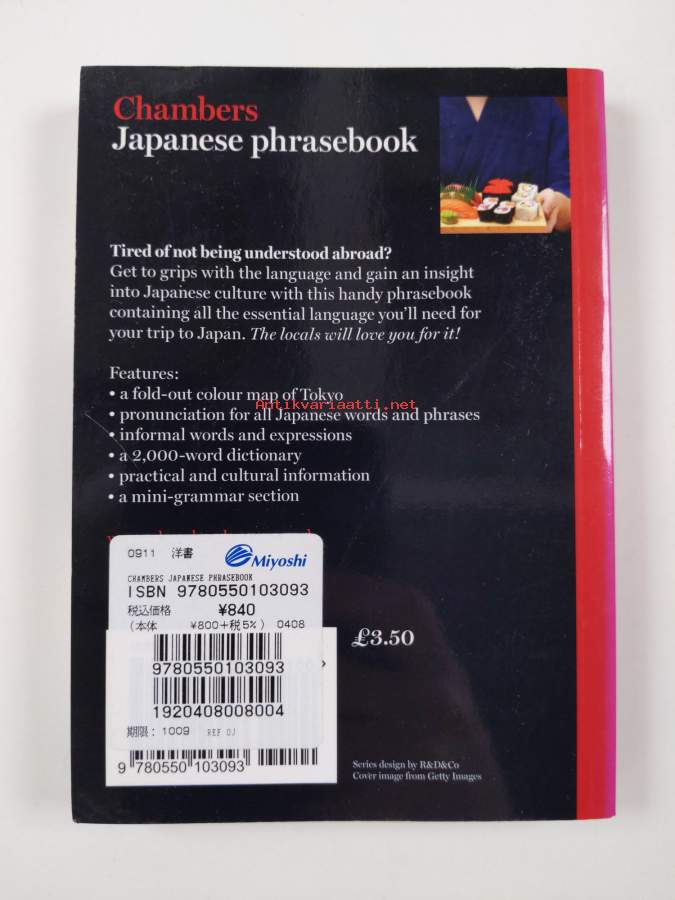 Chambers
Japanese phrasebook
Tired of not being understood abroad?
Get to grips with the language and gain an insight
into Japanese culture with this handy phrasebook
containing all the essential language you'll need for
your trip to Japan. The locals will love you for it!
Features:
• a fold-out colour map of Tokyo
Antikvariaatti.net
• pronunciation for all Japanese words and phrases
• informal words and expressions
• a 2,000-word dictionary
• practical and cultural information
• a mini-grammar section
0911 洋書 Miyoshi
CHAMBERS JAPANESE PHRASEBOOK
ISBN 9780550103093
税込価格 ¥840
(本体 ¥800+税5%) 0408
£3.50
9780550103093
1920408008004
期限: 1009 REF 0J
9 780550 103093
Series design by R&D&Co
Cover image from Getty Images